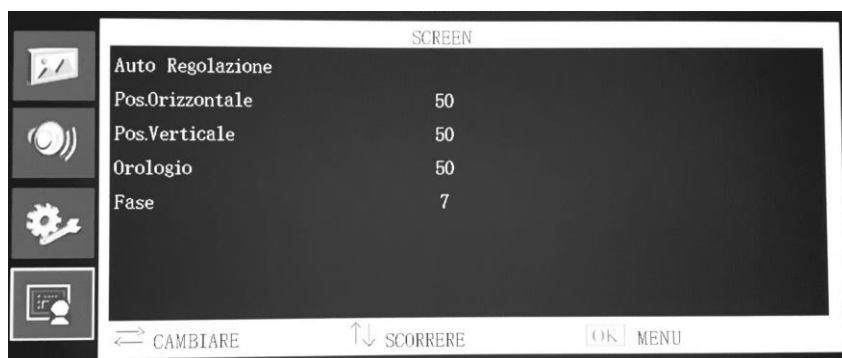 SCREEN
Auto Regolazione
Pos.Orizzontale 50
Pos.Verticale 50
Orologio 50
Fase 7
CAMBIARE SCORRERE OK MENU